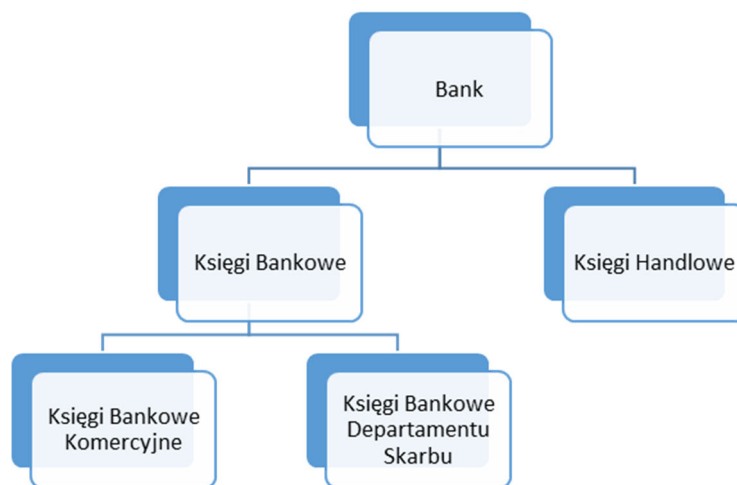 Bank
Księgi Bankowe
Księgi Handlowe
Księgi Bankowe
Komercyjne
Księgi Bankowe
Departamentu
Skarbu